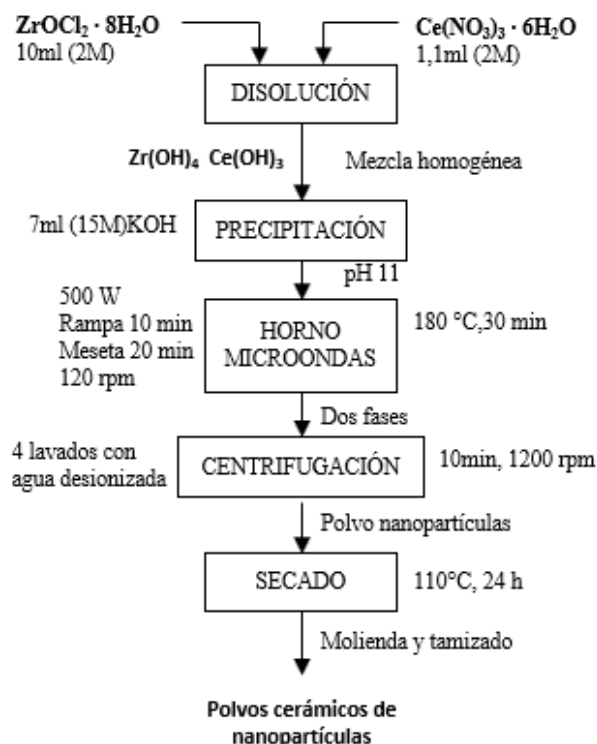 ZrOCl₂ · 8H₂O
10ml (2M)
Ce(NO₃)₃ · 6H₂O
1,1ml (2M)
DISOLUCIÓN
Zr(OH)₄ Ce(OH)₃
Mezcla homogénea
7ml (15M)KOH
PRECIPITACIÓN
pH 11
500 W
Rampa 10 min
Meseta 20 min
120 rpm
HORNO
MICROONDAS
180 °C,30 min
Dos fases
4 lavados con
agua desionizada
CENTRIFUGACIÓN
10min, 1200 rpm
Polvo nanopartículas
SECADO
110°C, 24 h
Molienda y tamizado
Polvos cerámicos de
nanopartículas